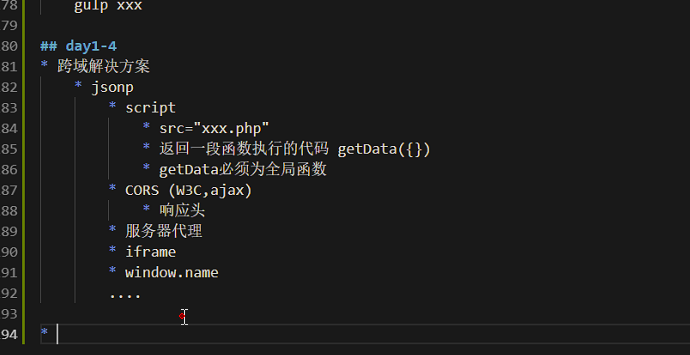 78 gulp xxx
79
80 ## day1-4
81 * 跨域解决方案
82 * jsonp
83 * script
84 * src="xxx.php"
85 * 返回一段函数执行的代码 getData({})
86 * getData必须为全局函数
87 * CORS (W3C,ajax)
88 * 响应头
89 * 服务器代理
90 * iframe
91 * window.name
92 ....
93
94 *